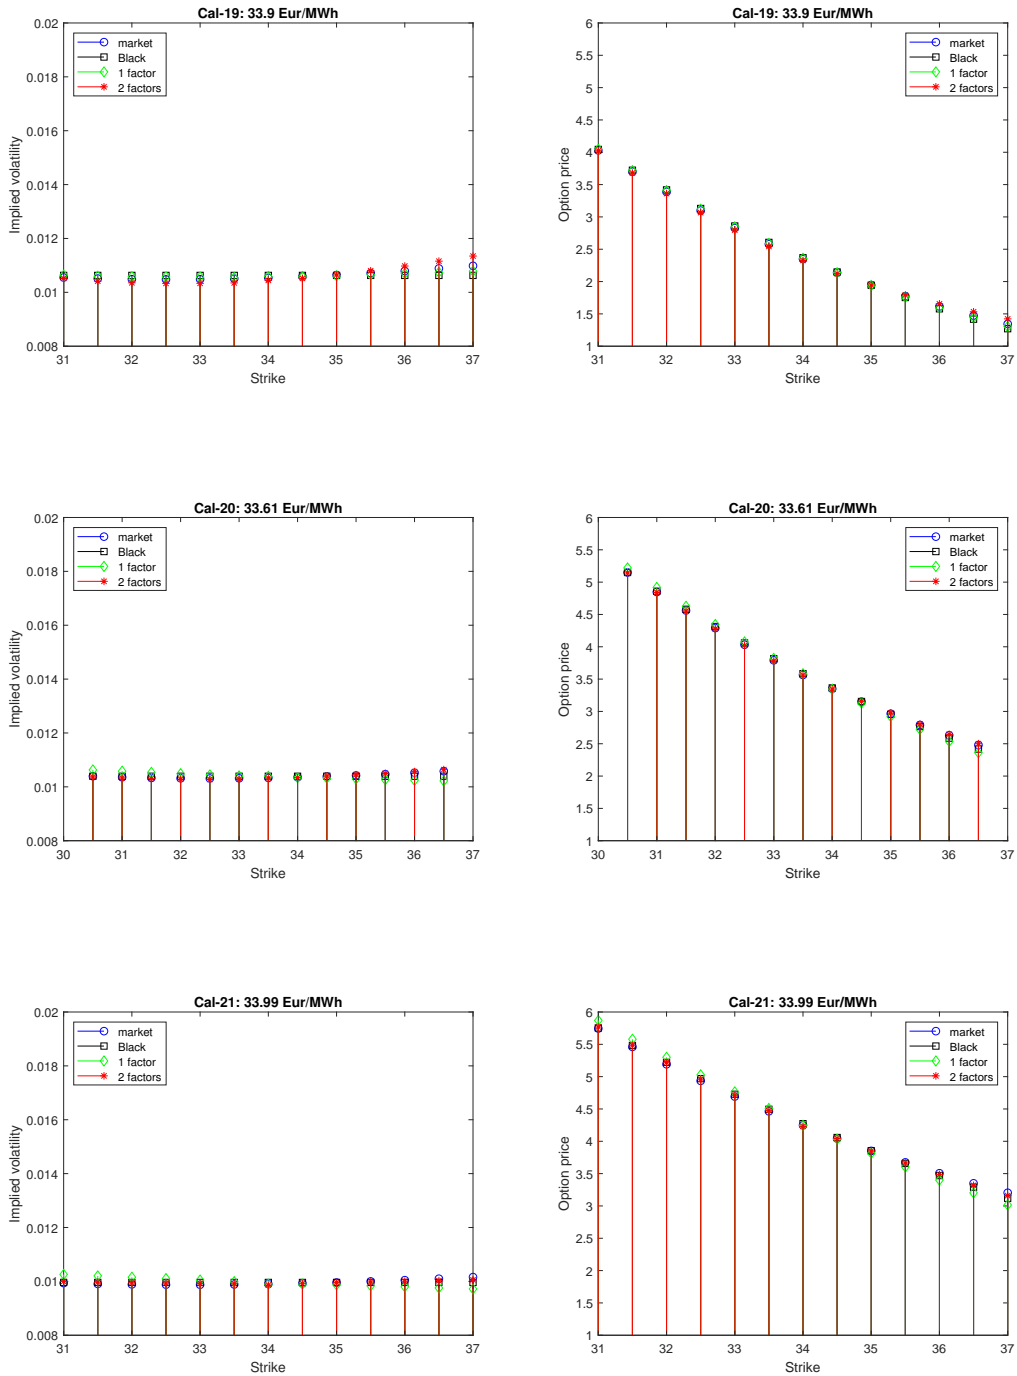 Cal-19: 33.9 Eur/MWh
0.02
0.018
0.016
0.014
0.012
0.01
0.008
Implied volatility
market
Black
1 factor
2 factors
31 32 33 34 35 36 37
Strike
Cal-19: 33.9 Eur/MWh
6
5.5
5
4.5
4
3.5
3
2.5
2
1.5
1
Option price
market
Black
1 factor
2 factors
31 32 33 34 35 36 37
Strike
Cal-20: 33.61 Eur/MWh
0.02
0.018
0.016
0.014
0.012
0.01
0.008
Implied volatility
market
Black
1 factor
2 factors
30 31 32 33 34 35 36 37
Strike
Cal-20: 33.61 Eur/MWh
6
5.5
5
4.5
4
3.5
3
2.5
2
1.5
1
Option price
market
Black
1 factor
2 factors
30 31 32 33 34 35 36 37
Strike
Cal-21: 33.99 Eur/MWh
0.02
0.018
0.016
0.014
0.012
0.01
0.008
Implied volatility
market
Black
1 factor
2 factors
31 32 33 34 35 36 37
Strike
Cal-21: 33.99 Eur/MWh
6
5.5
5
4.5
4
3.5
3
2.5
2
1.5
1
Option price
market
Black
1 factor
2 factors
31 32 33 34 35 36 37
Strike